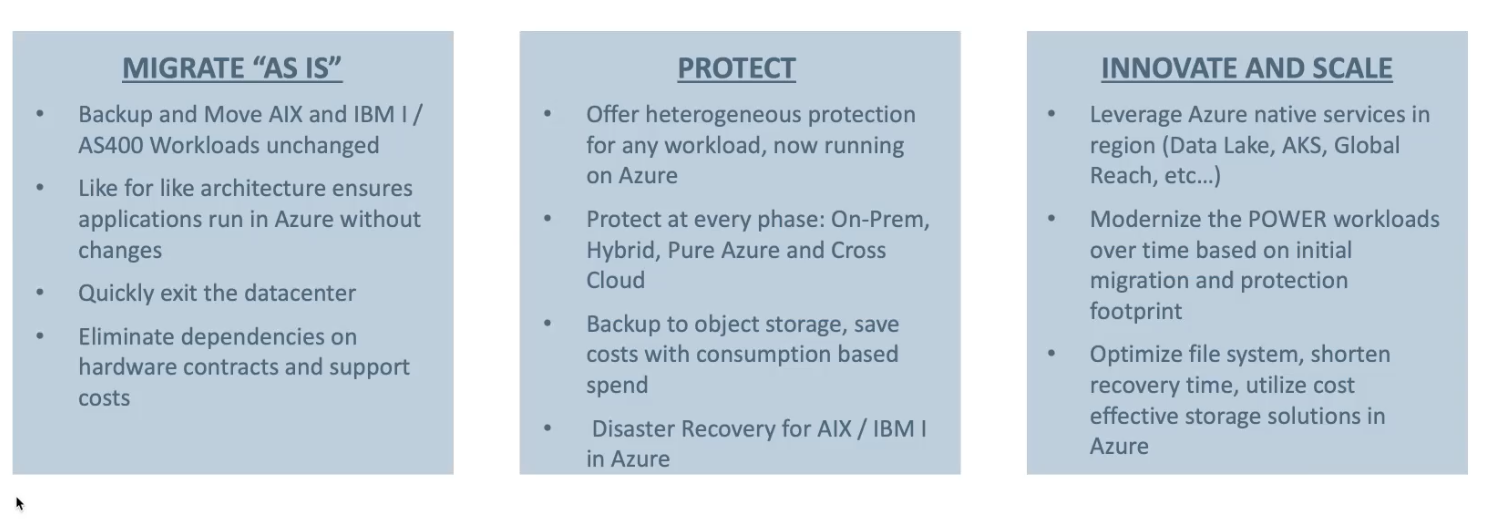 MIGRATE “AS IS”
• Backup and Move AIX and IBM I /
AS400 Workloads unchanged
• Like for like architecture ensures
applications run in Azure without
changes
• Quickly exit the datacenter
• Eliminate dependencies on
hardware contracts and support
costs
PROTECT
• Offer heterogeneous protection
for any workload, now running
on Azure
• Protect at every phase: On-Prem,
Hybrid, Pure Azure and Cross
Cloud
• Backup to object storage, save
costs with consumption based
spend
• Disaster Recovery for AIX / IBM I
in Azure
INNOVATE AND SCALE
• Leverage Azure native services in
region (Data Lake, AKS, Global
Reach, etc…)
• Modernize the POWER workloads
over time based on initial
migration and protection
footprint
• Optimize file system, shorten
recovery time, utilize cost
effective storage solutions in
Azure